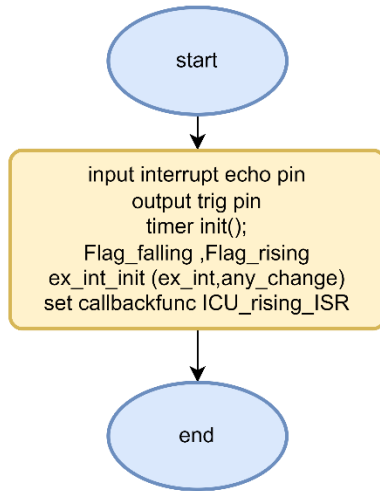 start
input interrupt echo pin
output trig pin
timer init();
Flag_falling ,Flag_rising
ex_int_init (ex_int,any_change)
set callbackfunc ICU_rising_ISR
end